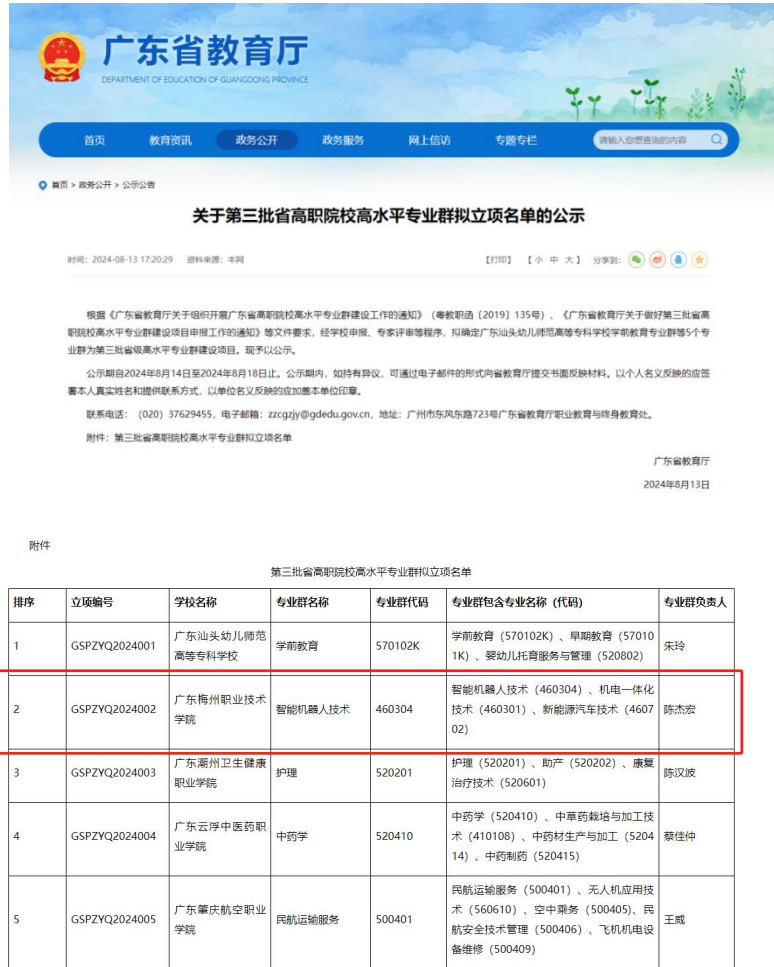 广东省教育厅
DEPARTMENT OF EDUCATION OF GUANGDONG PROVINCE
首页 教育资讯 政务公开 政务服务 网上信访 专题专栏 请输入您想查询的内容
首页 > 政务公开 > 公示公告
关于第三批省高职院校高水平专业群拟立项名单的公示
时间：2024-08-13 17:20:29 资料来源：本网 【打印】 【 小 中 大 】 分享到：
根据《广东省教育厅关于组织开展广东省高职院校高水平专业群建设工作的通知》（粤教职函〔2019〕135号）、《广东省教育厅关于做好第三批省高
职院校高水平专业群建设项目申报工作的通知》等文件要求，经学校申报、专家评审等程序，拟确定广东汕头幼儿师范高等专科学校学前教育专业群等5个专
业群为第三批省级高水平专业群建设项目。现予以公示。
公示期自2024年8月14日至2024年8月18日止。公示期内，如持有异议，可通过电子邮件的形式向省教育厅提交书面反映材料。以个人名义反映的应签
署本人真实姓名和提供联系方式，以单位名义反映的应加盖本单位印章。
联系电话：（020）37629455，电子邮箱：zzcgzjy@gdedu.gov.cn，地址：广州市东风东路723号广东省教育厅职业教育与终身教育处。
附件：第三批省高职院校高水平专业群拟立项名单
广东省教育厅
2024年8月13日
附件
第三批省高职院校高水平专业群拟立项名单
排序 立项编号 学校名称 专业群名称 专业群代码 专业群包含专业名称（代码） 专业群负责人
1 GSPZYQ2024001 广东汕头幼儿师范 学前教育 570102K 学前教育（570102K）、早期教育（57010 朱玲
高等专科学校 1K）、婴幼儿托育服务与管理（520802）
2 GSPZYQ2024002 广东梅州职业技术 智能机器人技术 460304 智能机器人技术（460304）、机电一体化 陈杰宏
学院 技术（460301）、新能源汽车技术（4607
02）
3 GSPZYQ2024003 广东潮州卫生健康 护理 520201 护理（520201）、助产（520202）、康复 陈汉波
职业学院 治疗技术（520601）
4 GSPZYQ2024004 广东云浮中医药职 中药学 520410 中药学（520410）、中草药栽培与加工技 蔡佳仲
业学院 术（410108）、中药材生产与加工（5204
14）、中药制药（520415）
5 GSPZYQ2024005 广东肇庆航空职业 民航运输服务 500401 民航运输服务（500401）、无人机应用技 王威
学院 术（560610）、空中乘务（500405)、民
航安全技术管理（500406）、飞机机电设
备维修（500409）